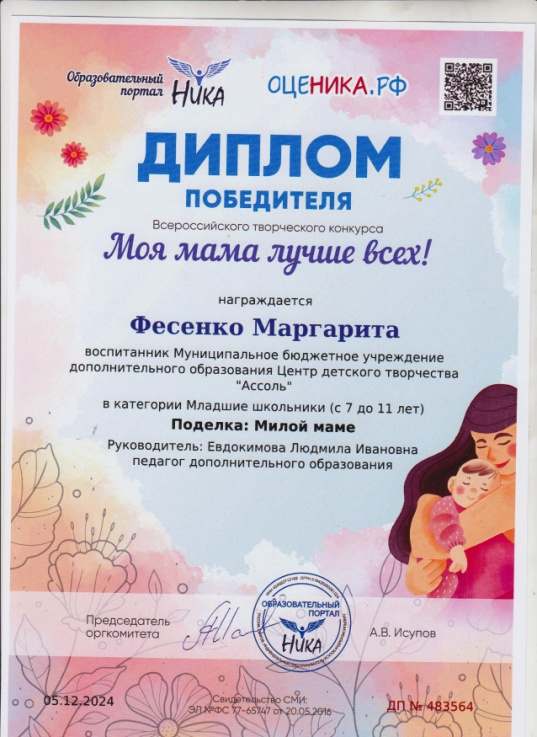 Образовательный
портал
НИКА
ОЦЕНИКА.РФ
ДИПЛОМ
ПОБЕДИТЕЛЯ
Всероссийского творческого конкурса
Моя мама лучше всех!
награждается
Фесенко Маргарита
воспитанник Муниципальное бюджетное учреждение
дополнительного образования Центр детского творчества
"Ассоль"
в категории Младшие школьники (с 7 до 11 лет)
Поделка: Милой маме
Руководитель: Евдокимова Людмила Ивановна
педагог дополнительного образования
Председатель
оргкомитета
ОБРАЗОВАТЕЛЬНЫЙ
ПОРТАЛ
НИКА
А.В. Исупов
05.12.2024
Свидетельство СМИ:
ЭЛ №ФС 77-65747 от 20.05.2016
ДП № 483564